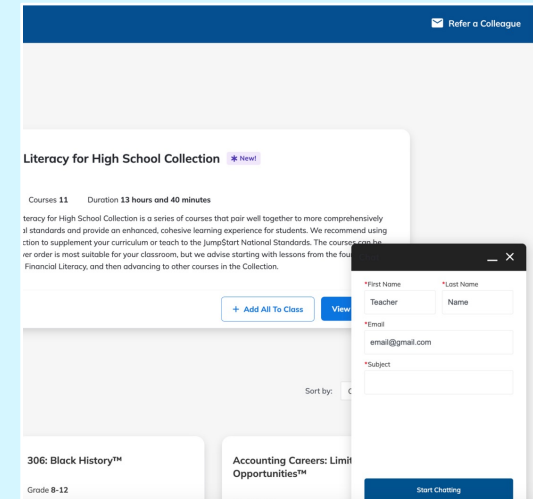 Refer a Colleague
Literacy for High School Collection
New!
Courses 11 Duration 13 hours and 40 minutes
teracy for High School Collection is a series of courses that pair well together to more comprehensively
al standards and provide an enhanced, cohesive learning experience for students. We recommend using
ction to supplement your curriculum or teach to the JumpStart National Standards. The courses can be
ver order is most suitable for your classroom, but we advise starting with lessons from the
Financial Literacy, and then advancing to other courses in the Collection.
+ Add All To Class
View
Sort by:
306: Black History™
Grade 8-12
Accounting Careers: Limit
Opportunities™
*First Name
*Last Name
Teacher
Name
*Email
email@gmail.com
*Subject
Start Chatting